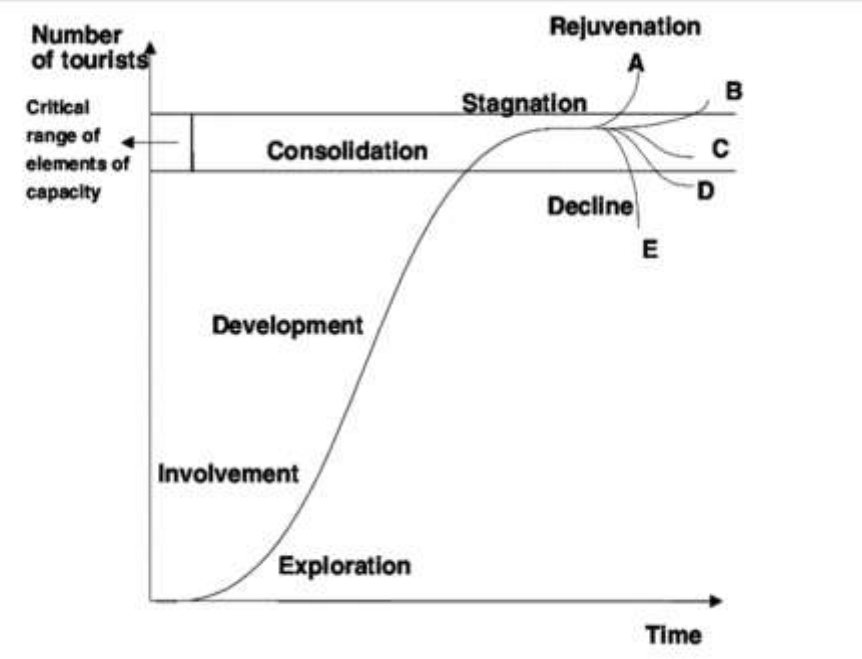 Rejuvenation
Number
of tourists
A
B
Stagnation
Critical
range of
elements of
capacity
Consolidation
C
D
Decline
E
Development
Involvement
Exploration
Time